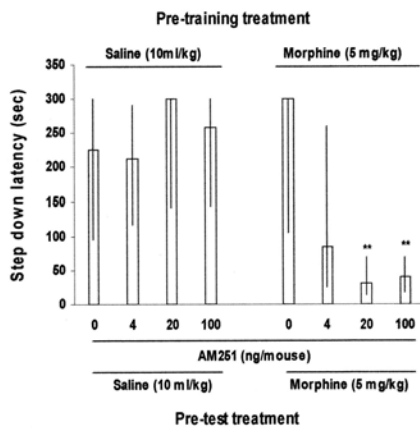 Pre-training treatment
Saline (10ml/kg) Morphine (5 mg/kg)
Step down latency (sec)
350
300
250
200
150
100
50
0
** **
0 4 20 100 0 4 20 100
AM251 (ng/mouse)
Saline (10 ml/kg) Morphine (5 mg/kg)
Pre-test treatment